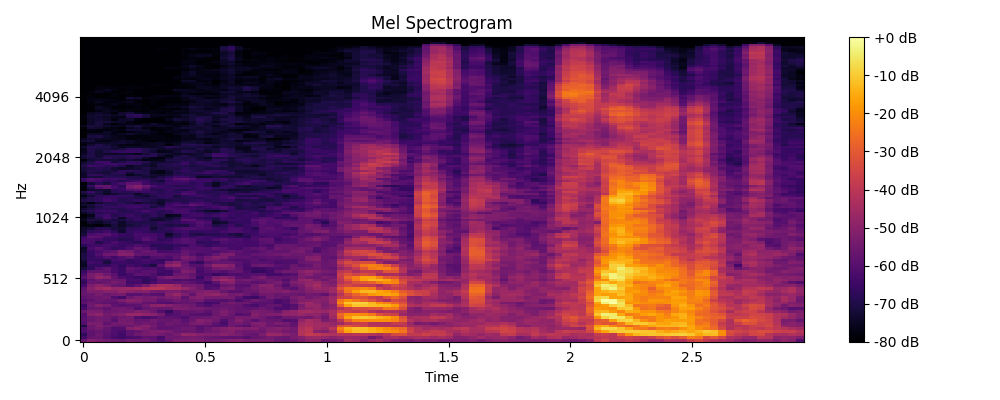 Mel Spectrogram
Hz
4096
2048
1024
512
0
0
0.5
1
1.5
2
2.5
Time
+0 dB
-10 dB
-20 dB
-30 dB
-40 dB
-50 dB
-60 dB
-70 dB
-80 dB